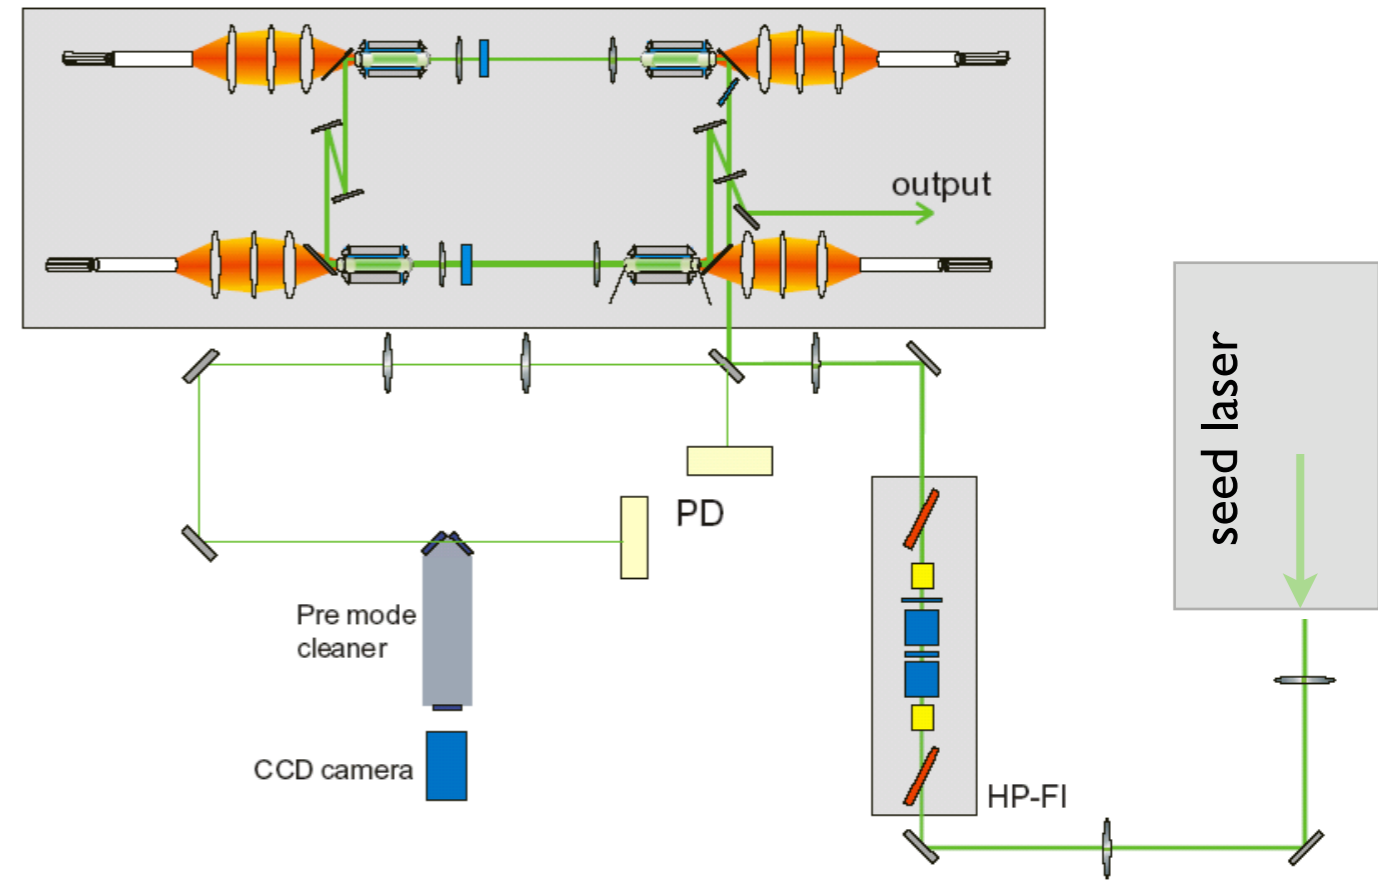 output
seed laser
PD
Pre mode
cleaner
CCD camera
HP-FI